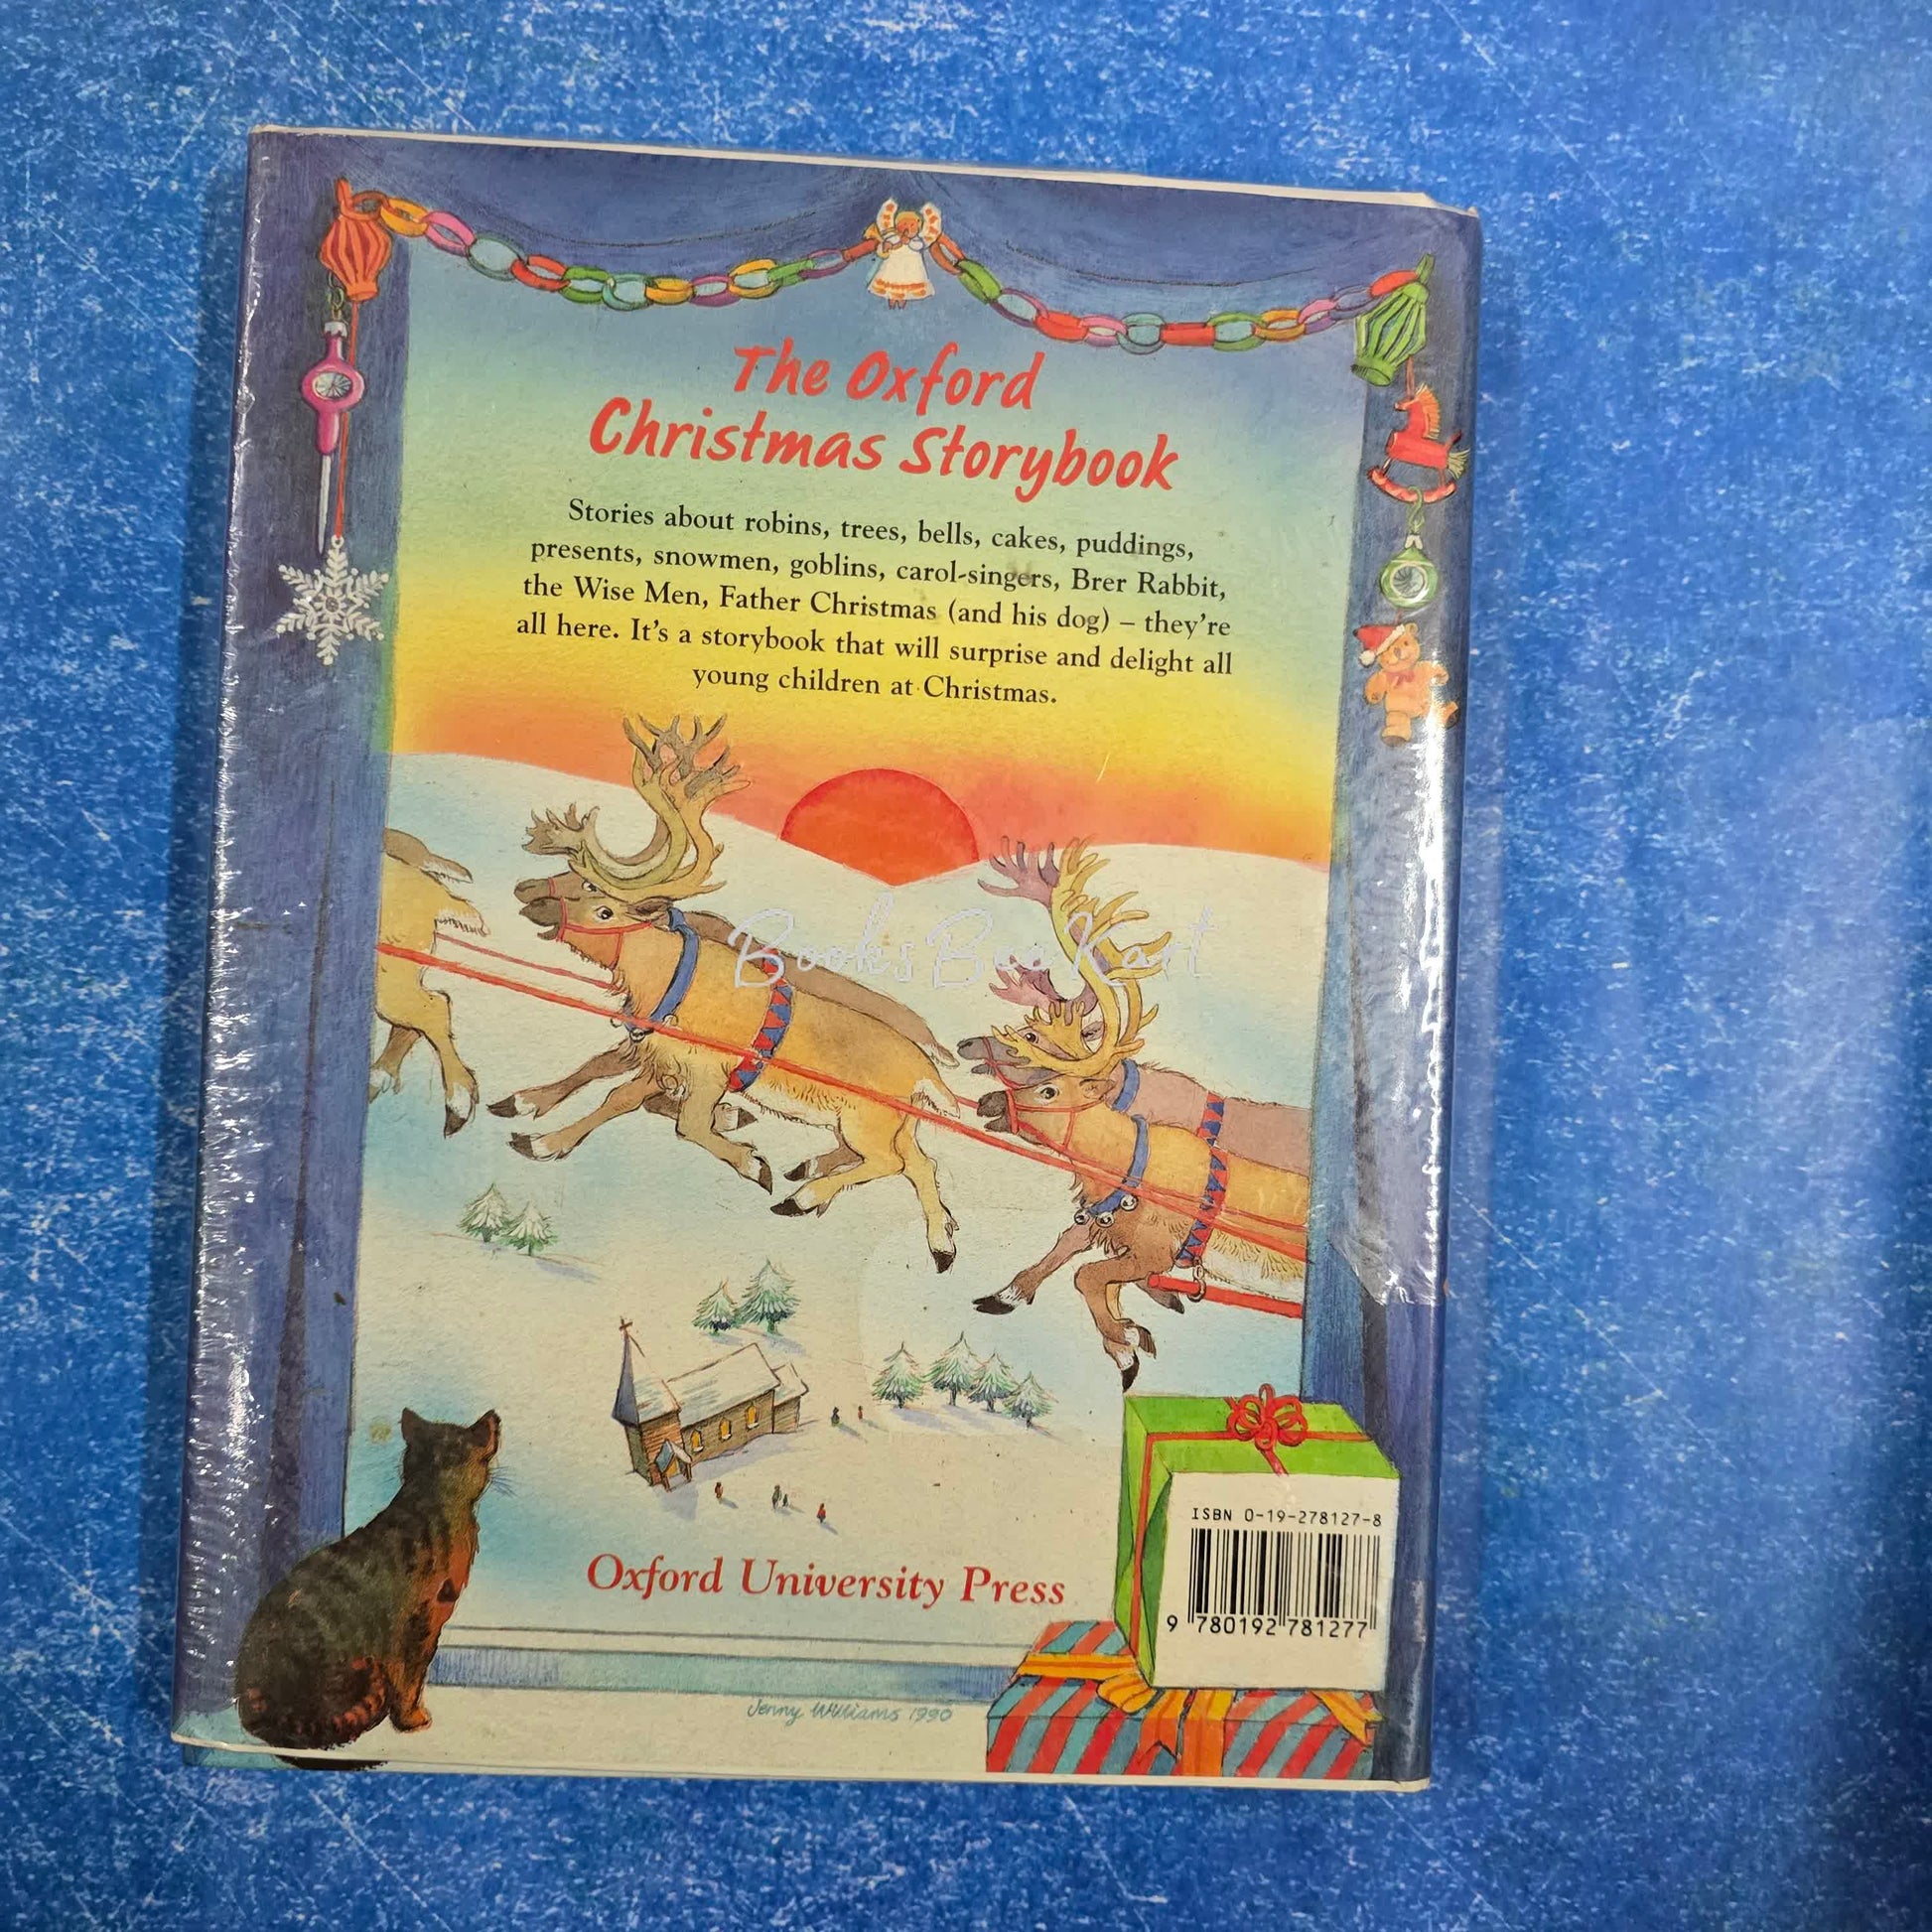 The Oxford
Christmas Storybook
Stories about robins, trees, bells, cakes, puddings,
presents, snowmen, goblins, carol-singers, Brer Rabbit,
the Wise Men, Father Christmas (and his dog) – they're
all here. It's a storybook that will surprise and delight all
young children at Christmas.
BooksBooKart
ISBN 0-19-278127-8
9 780192 781277
Oxford University Press
Jenny Williams 1990